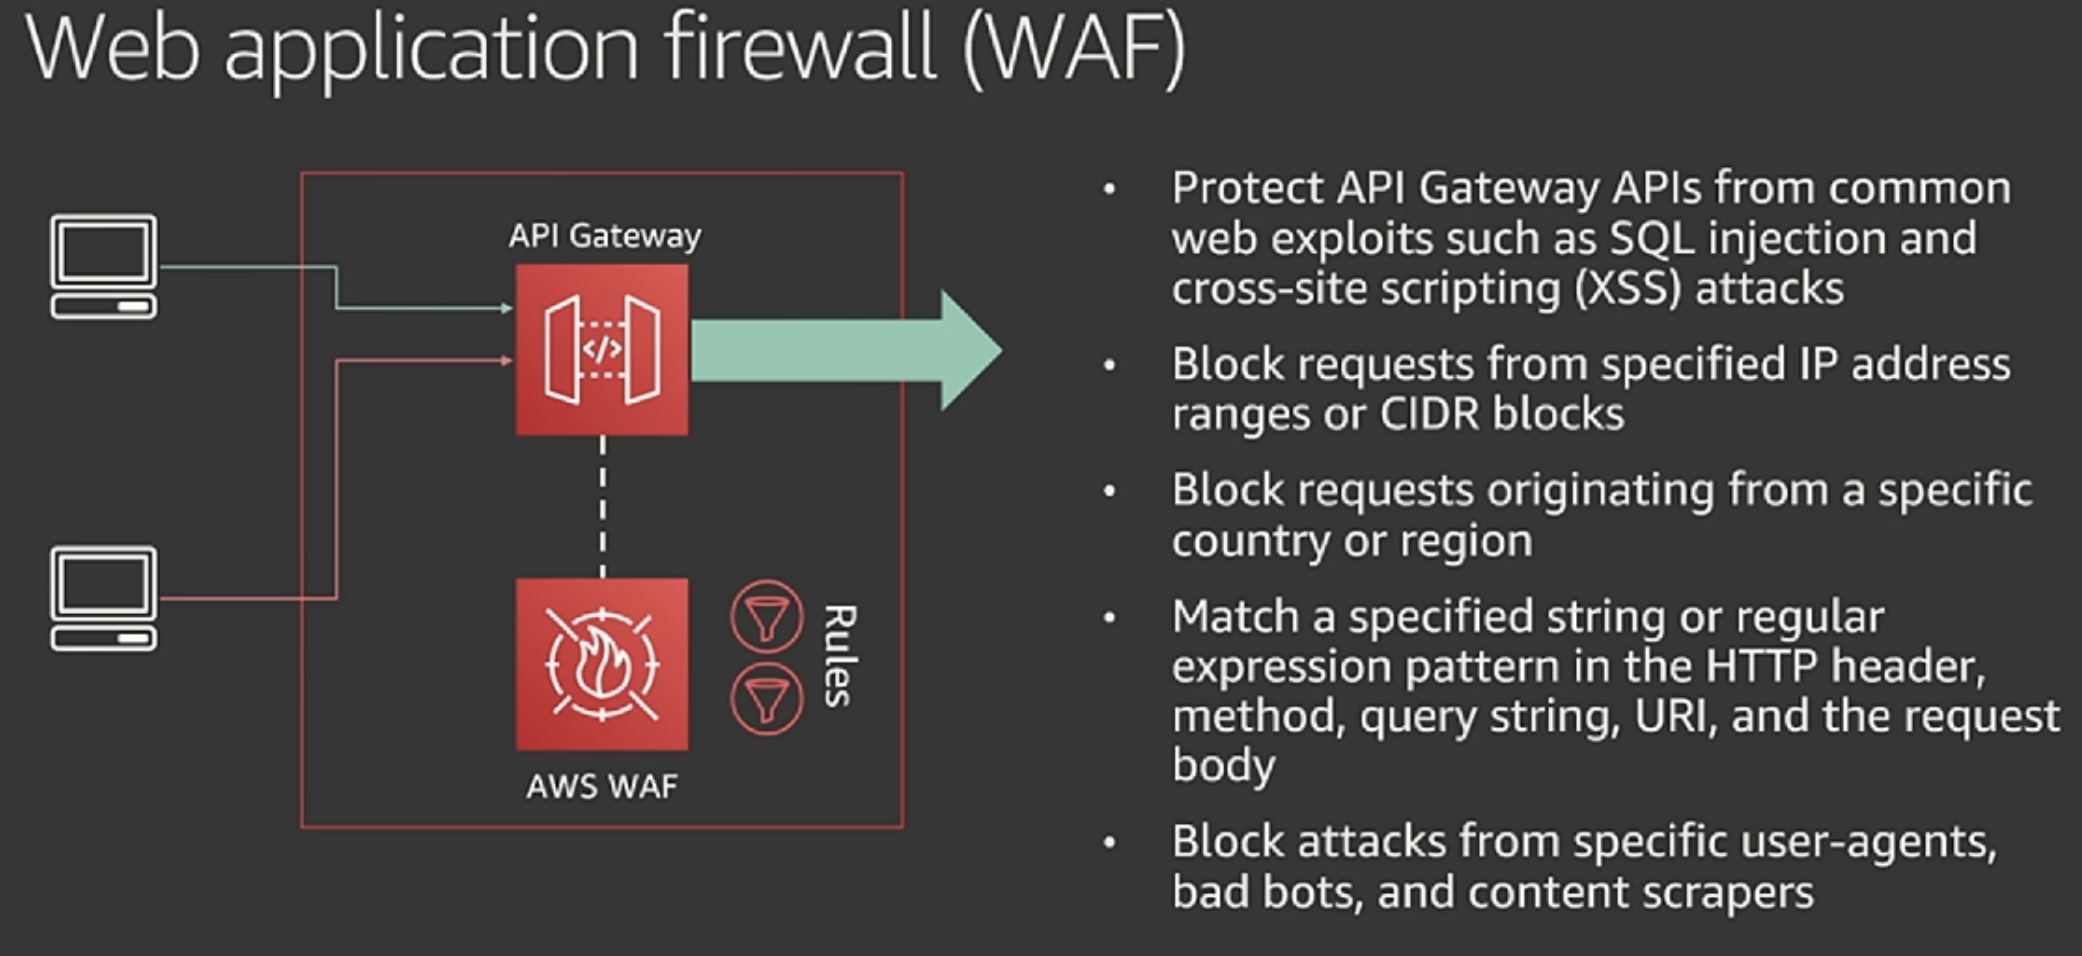 Web application firewall (WAF)
API Gateway
</>
Rules
AWS WAF
• Protect API Gateway APIs from common
web exploits such as SQL injection and
cross-site scripting (XSS) attacks
• Block requests from specified IP address
ranges or CIDR blocks
• Block requests originating from a specific
country or region
• Match a specified string or regular
expression pattern in the HTTP header,
method, query string, URI, and the request
body
• Block attacks from specific user-agents,
bad bots, and content scrapers